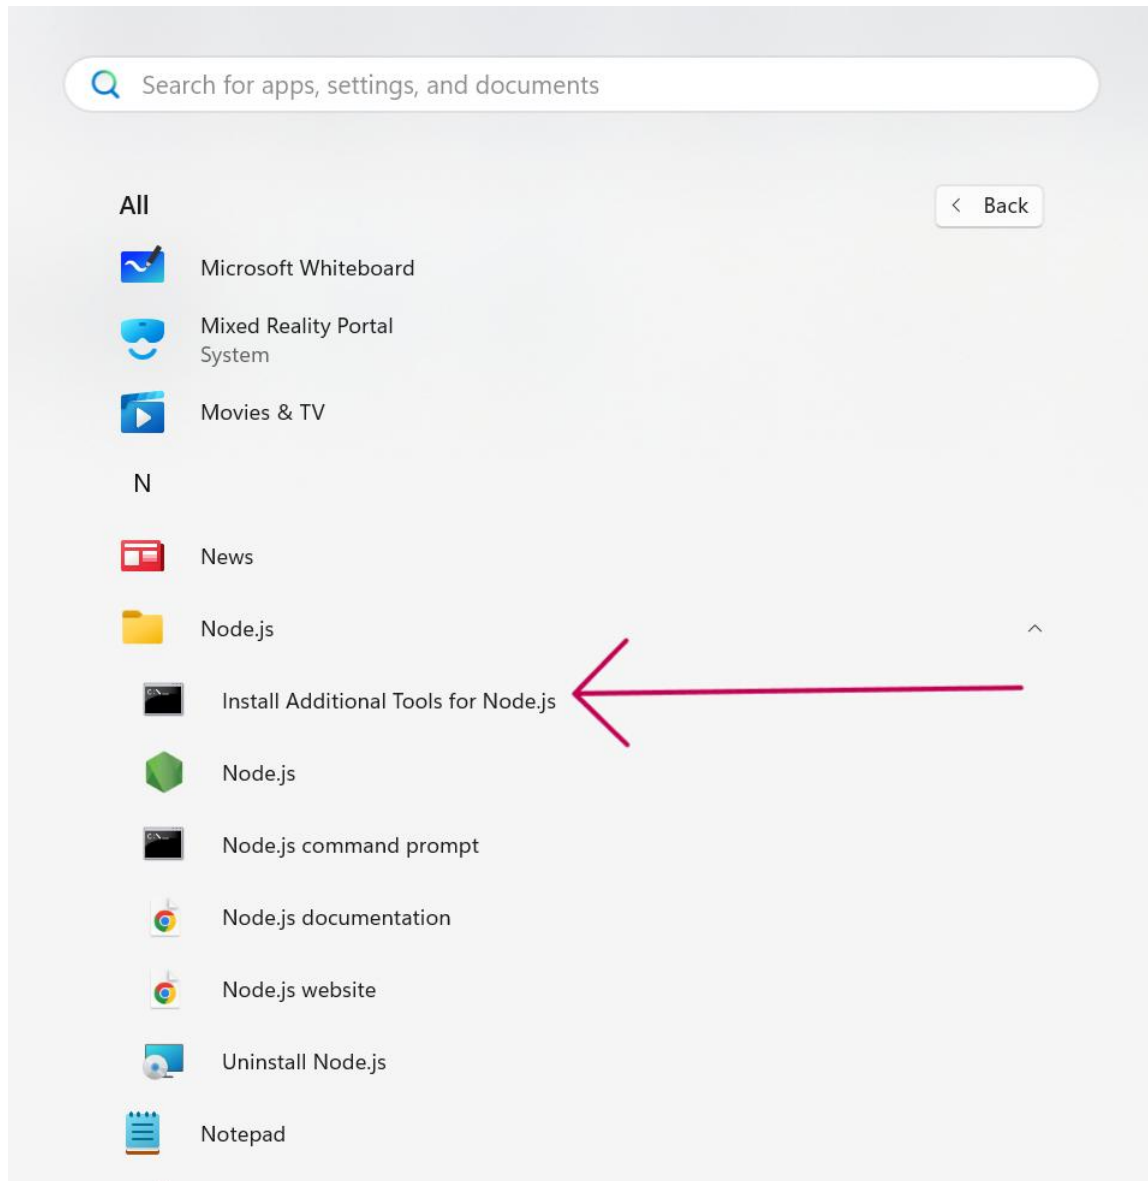 Search for apps, settings, and documents
All
Back
Microsoft Whiteboard
Mixed Reality Portal
System
Movies & TV
N
News
Node.js
Install Additional Tools for Node.js
Node.js
Node.js command prompt
Node.js documentation
Node.js website
Uninstall Node.js
Notepad